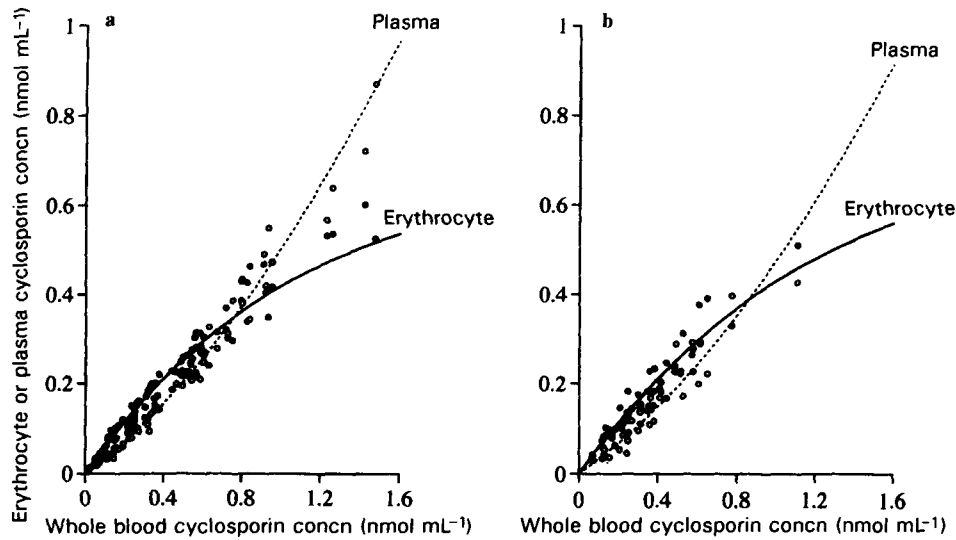 a
Plasma
Erythrocyte
1
0.8
0.6
0.4
0.2
0
0 0.4 0.8 1.2 1.6
Erythrocyte or plasma cyclosporin concn (nmol mL⁻¹)
Whole blood cyclosporin concn (nmol mL⁻¹)
b
Plasma
Erythrocyte
1
0.8
0.6
0.4
0.2
0
0 0.4 0.8 1.2 1.6
Whole blood cyclosporin concn (nmol mL⁻¹)